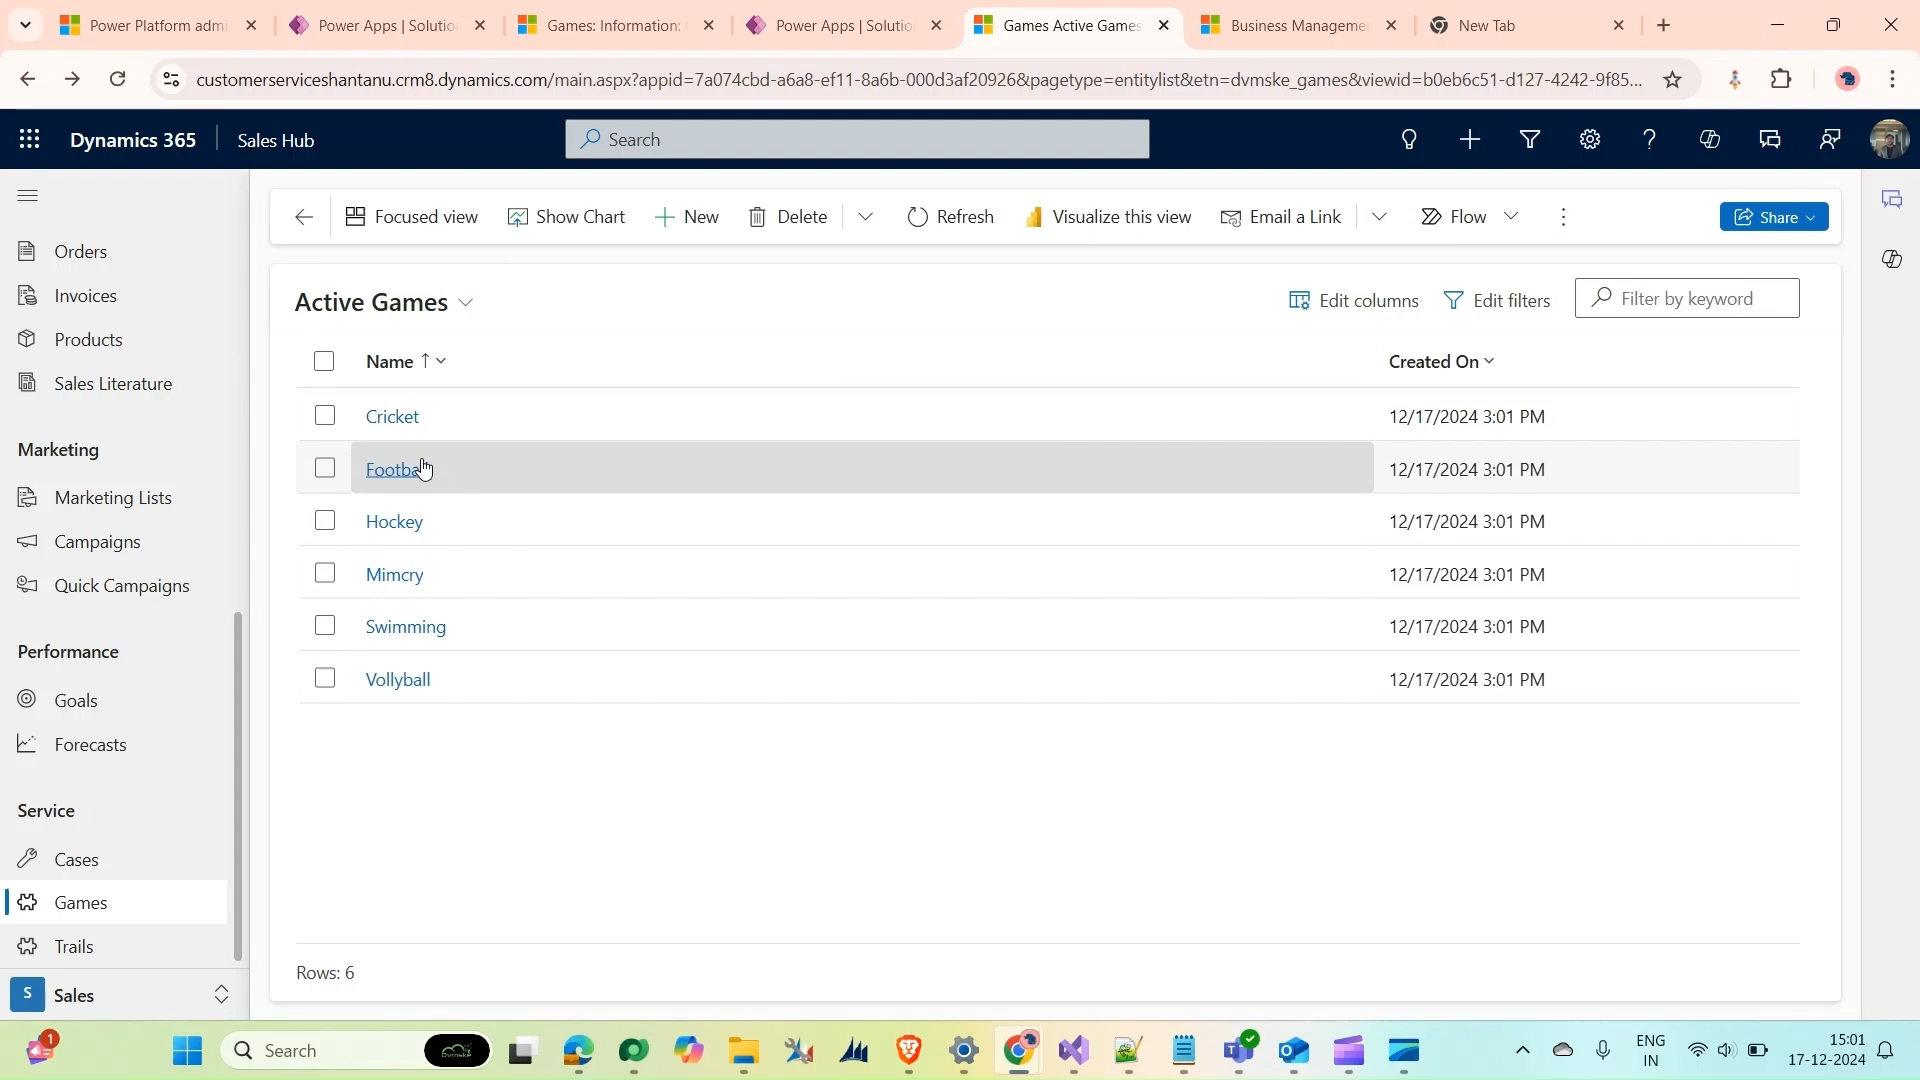 Power Platform admi
Power Apps | Solutio
Games: Information:
Power Apps | Solutio
Games Active Games
Business Manageme
New Tab
customerserviceshantanu.crm8.dynamics.com/main.aspx?appid=7a074cbd-a6a8-ef11-8a6b-000d3af20926&pagetype=entitylist&etn=dvmske_games&viewid=b0eb6c51-d127-4242-9f85...
Dynamics 365
Sales Hub
Search
Focused view
Show Chart
New
Delete
Refresh
Visualize this view
Email a Link
Flow
Share
Orders
Invoices
Products
Sales Literature
Marketing
Marketing Lists
Campaigns
Quick Campaigns
Performance
Goals
Forecasts
Service
Cases
Games
Trails
S Sales
Active Games
Edit columns
Edit filters
Filter by keyword
Name
Created On
Cricket 12/17/2024 3:01 PM
Football 12/17/2024 3:01 PM
Hockey 12/17/2024 3:01 PM
Mimcry 12/17/2024 3:01 PM
Swimming 12/17/2024 3:01 PM
Vollyball 12/17/2024 3:01 PM
Rows: 6
1
Search
ENG
IN
15:01
17-12-2024